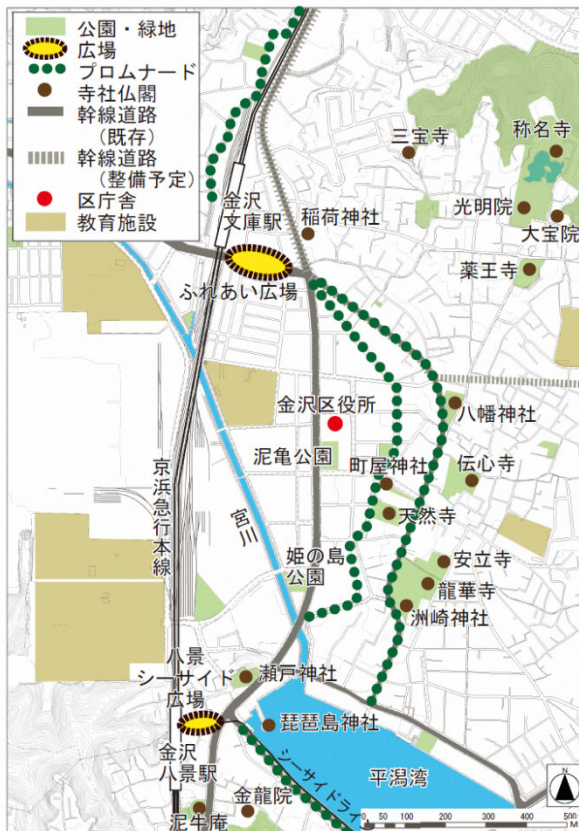 公園・緑地
広場
プロムナード
寺社仏閣
幹線道路
(既存)
幹線道路
(整備予定)
区庁舎
教育施設
三宝寺
称名寺
金沢
文庫駅
稲荷神社
光明院
大宝院
薬王寺
ふれあい広場
金沢区役所
八幡神社
泥亀公園
町屋神社
伝心寺
京浜急行本線
宮川
天然寺
姫の島
公園
安立寺
龍華寺
洲崎神社
八景
シーサイド
広場
瀬戸神社
琵琶島神社
金沢
八景駅
シーサイドライン
平潟湾
泥牛庵
金龍院
N
0 100 200 300 400 500
M